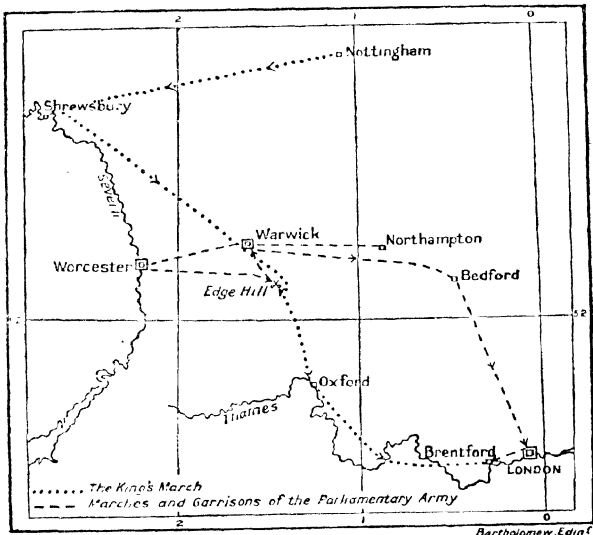 2 1 0
Nottingham
Shrewsbury
Severn
Warwick
Northampton
Worcester
Bedford
Edge Hill
52
Oxford
Thames
Brentford
LONDON
The King's March
Marches and Garrisons of the Parliamentary Army
2 1 0
Bartholomew, Edinr